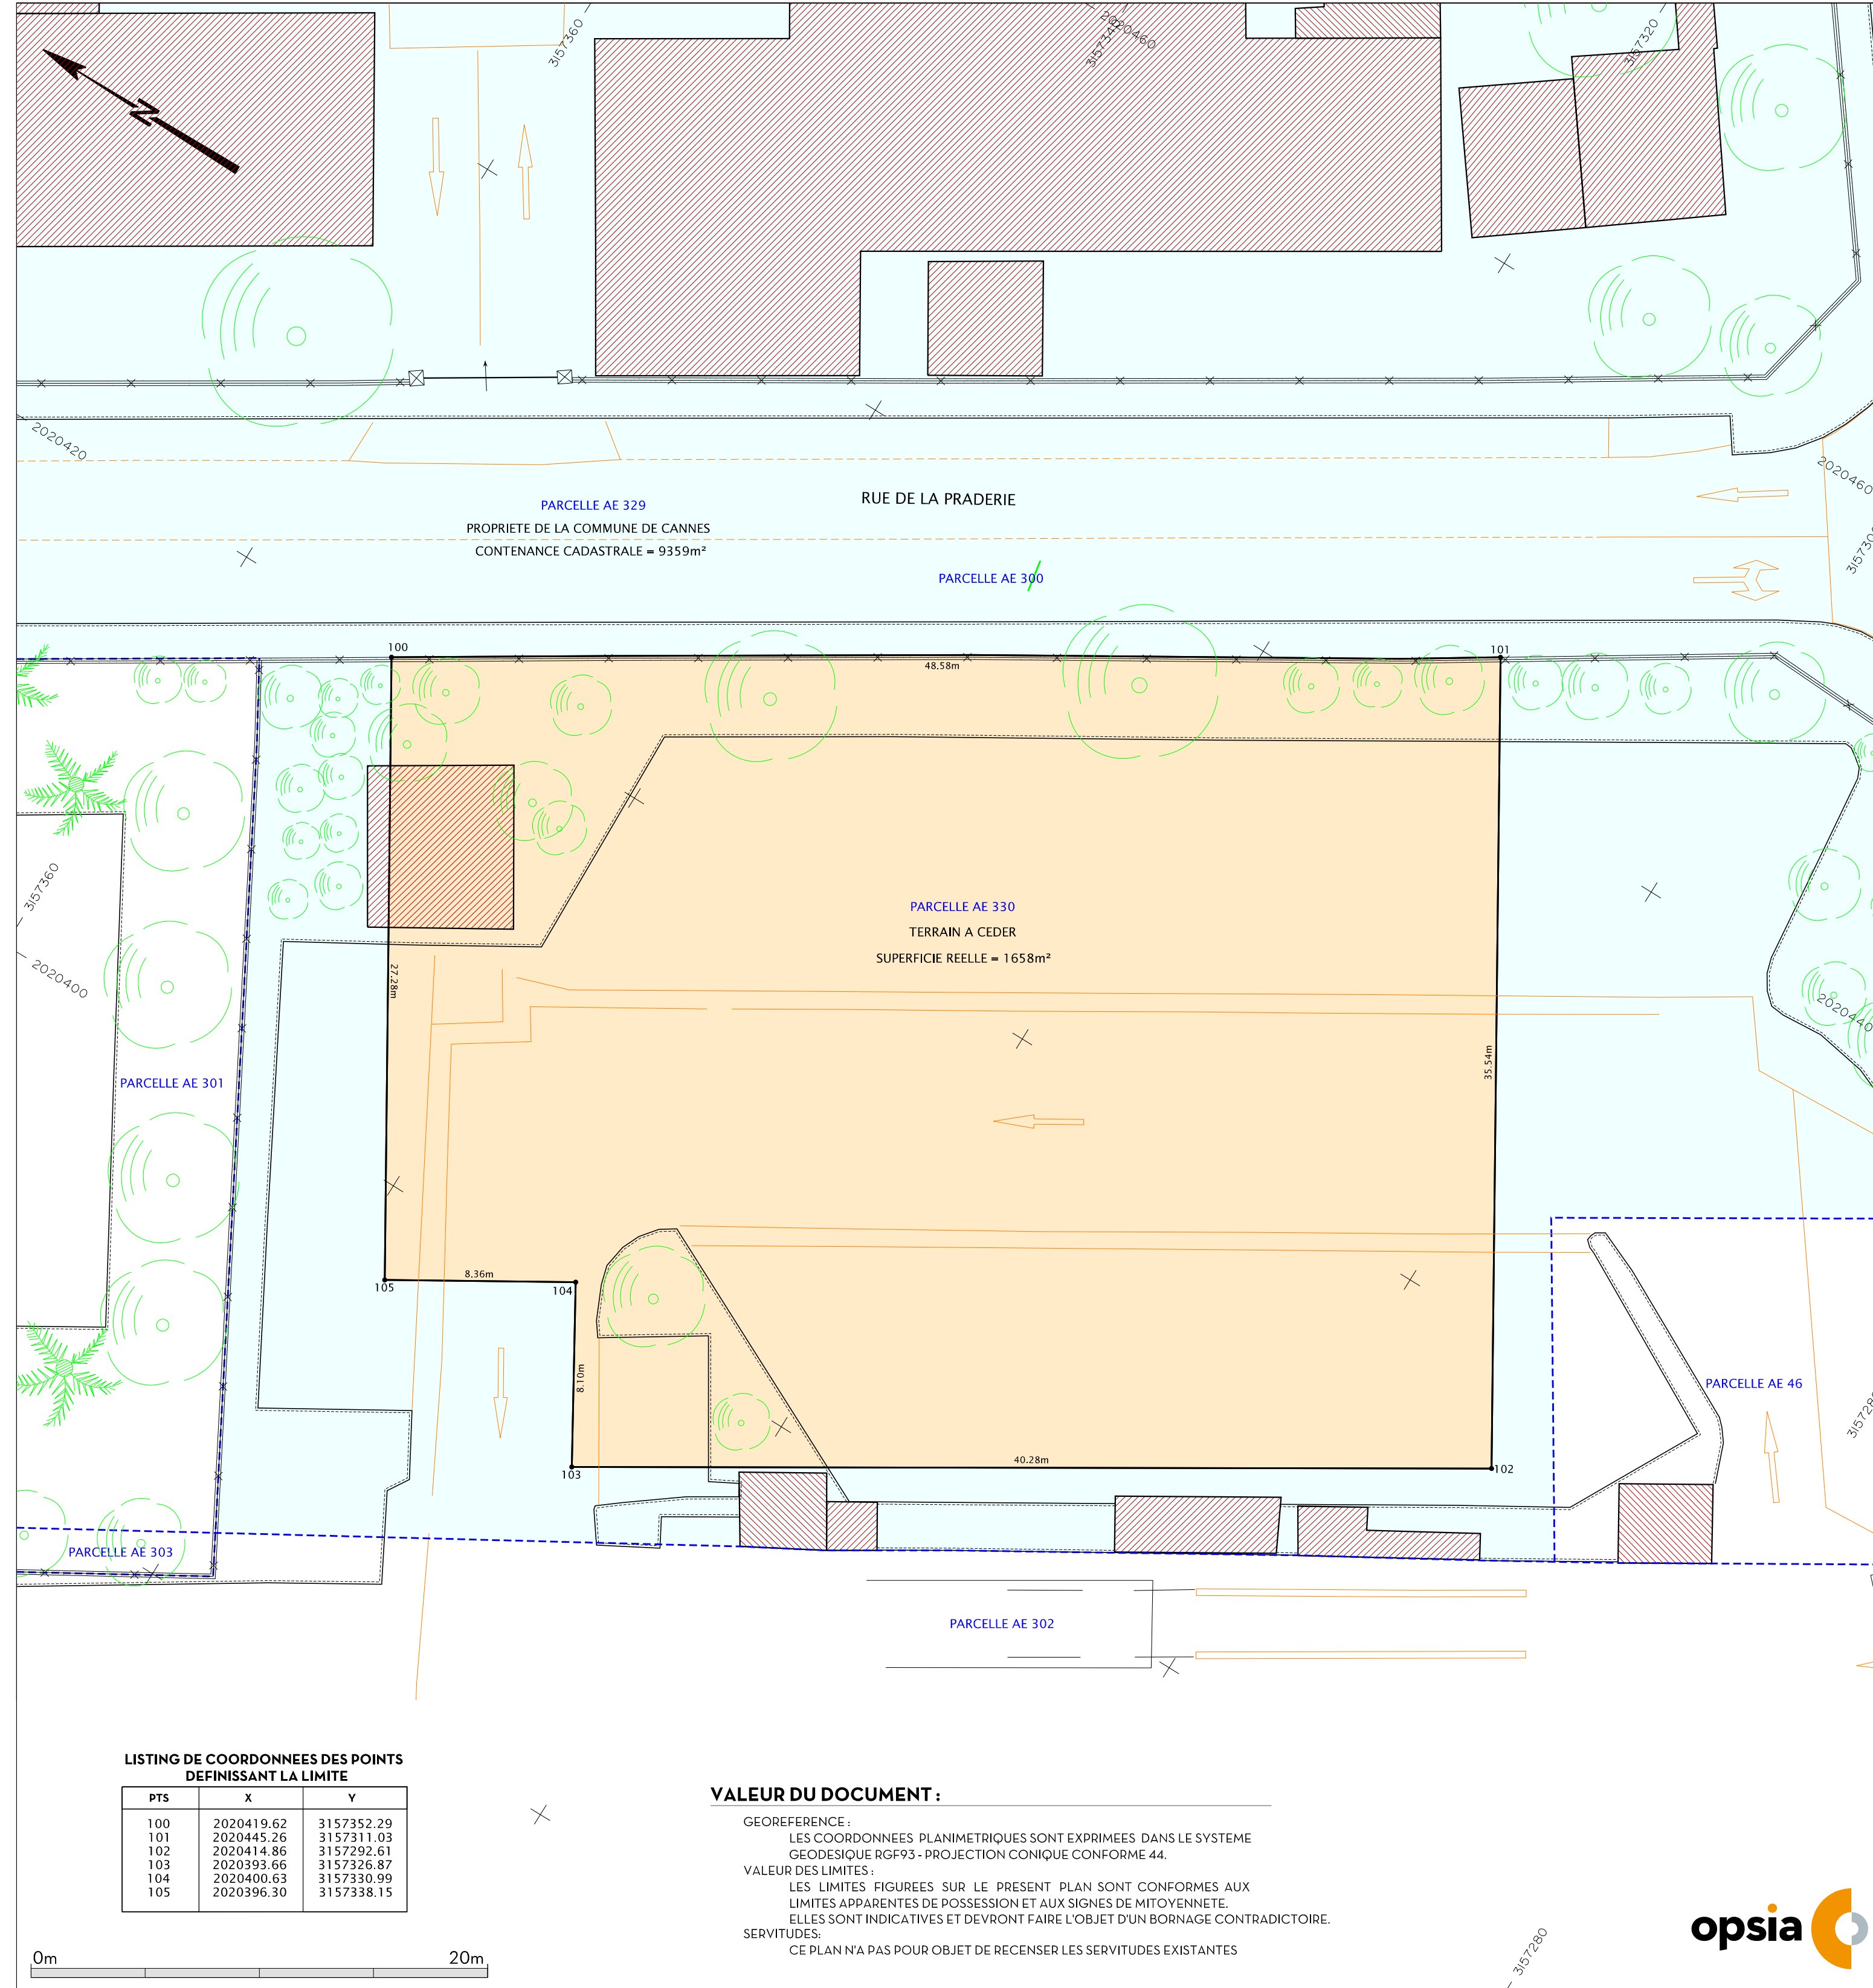 3157360
2020460
3157320
N
2020420
PARCELLE AE 329
PROPRIETE DE LA COMMUNE DE CANNES
CONTENANCE CADASTRALE = 9359m²
RUE DE LA PRADERIE
PARCELLE AE 300
2020460
100
101
48.58m
3157360
2020400
PARCELLE AE 330
TERRAIN A CEDER
SUPERFICIE REELLE = 1658m²
27.28m
35.54m
2020440
PARCELLE AE 301
105
8.36m
104
8.10m
103
40.28m
102
PARCELLE AE 46
PARCELLE AE 303
PARCELLE AE 302
LISTING DE COORDONNEES DES POINTS
DEFINISSANT LA LIMITE
PTS X Y
100 2020419.62 3157352.29
101 2020445.26 3157311.03
102 2020414.86 3157292.61
103 2020393.66 3157326.87
104 2020400.63 3157330.99
105 2020396.30 3157338.15
0m 20m
VALEUR DU DOCUMENT :
GEOREFERENCE :
LES COORDONNEES PLANIMETRIQUES SONT EXPRIMEES DANS LE SYSTEME
GEODESIQUE RGF93 - PROJECTION CONIQUE CONFORME 44.
VALEUR DES LIMITES :
LES LIMITES FIGUREES SUR LE PRESENT PLAN SONT CONFORMES AUX
LIMITES APPARENTES DE POSSESSION ET AUX SIGNES DE MITOYENNETE.
ELLES SONT INDICATIVES ET DEVRONT FAIRE L'OBJET D'UN BORNAGE CONTRADICTOIRE.
SERVITUDES:
CE PLAN N'A PAS POUR OBJET DE RECENSER LES SERVITUDES EXISTANTES
3157280
opsia